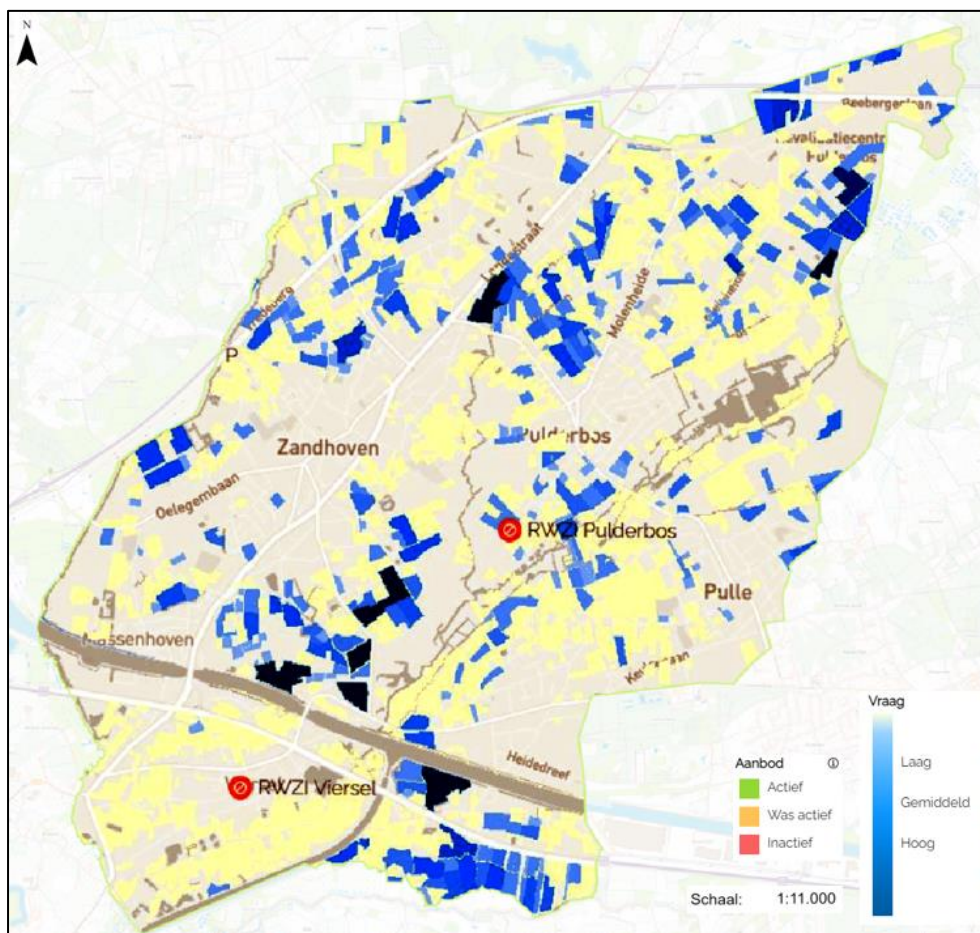 N
Beebergenlaan
Revalidatiecentr
Pulderbos
Molenheide
P
Zandhoven
Pulderbos
Oelegembaan
RWZI Pulderbos
Pulle
Massenhoven
Vraag
Laag
Gemiddeld
Hoog
Aanbod
Actief
Was actief
Inactief
Heidedreef
RWZI Viersel
Schaal: 1:11.000